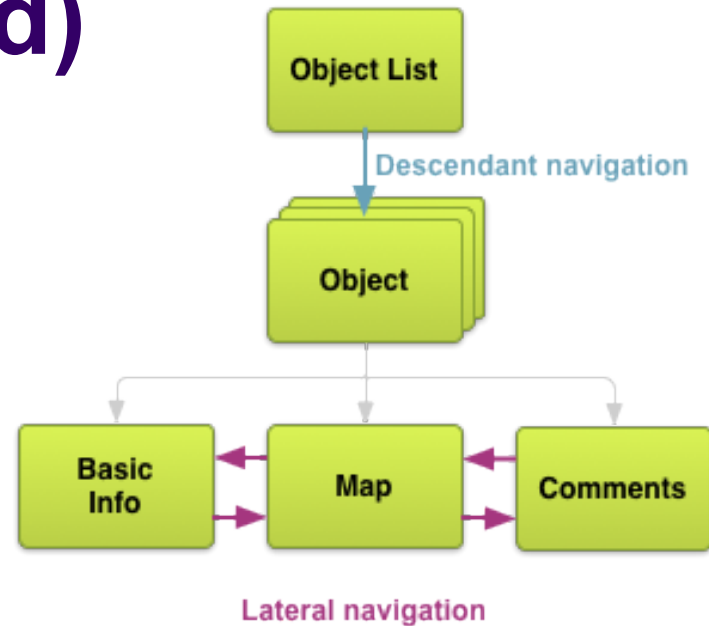 d)
Object List
Descendant navigation
Object
Basic
Info
Map
Comments
Lateral navigation